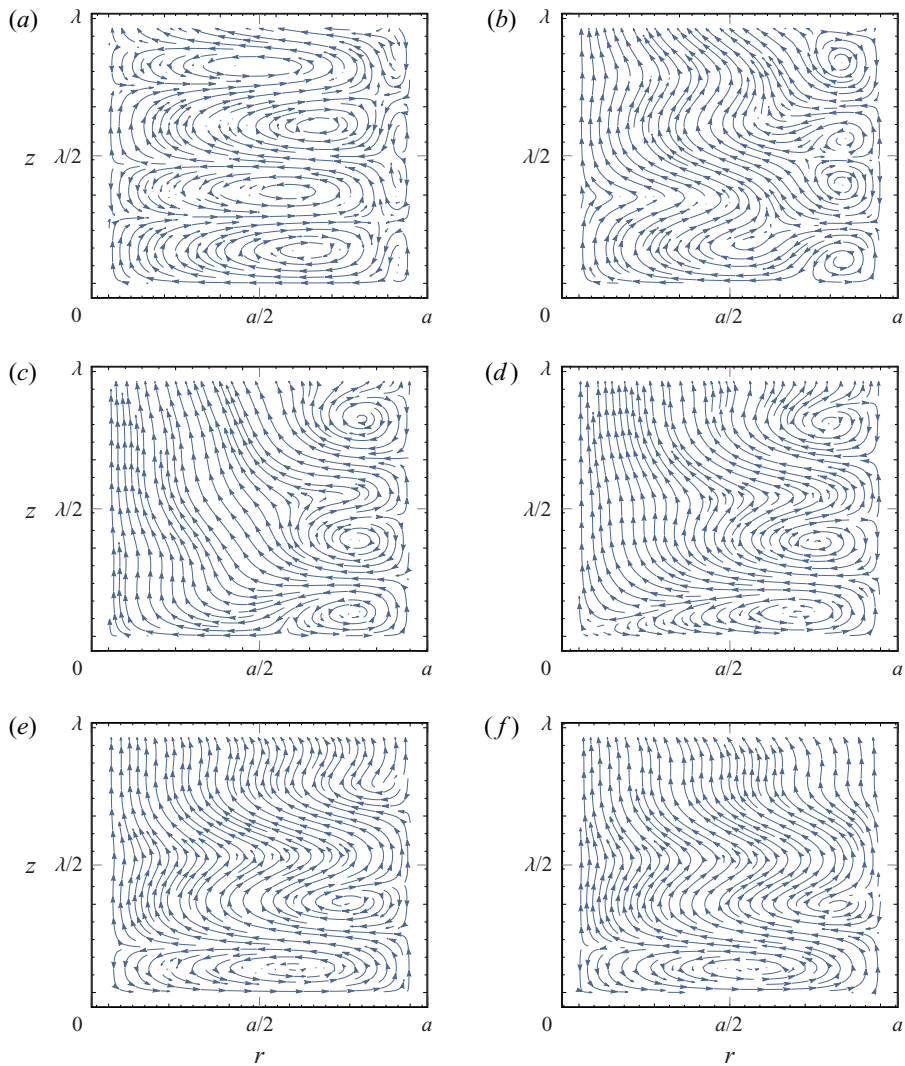 (a) λ (b) λ
z λ/2 λ/2
0 a/2 a 0 a/2 a
(c) λ (d) λ
z λ/2 λ/2
0 a/2 a 0 a/2 a
(e) λ (f) λ
z λ/2 λ/2
0 a/2 a 0 a/2 a
r r